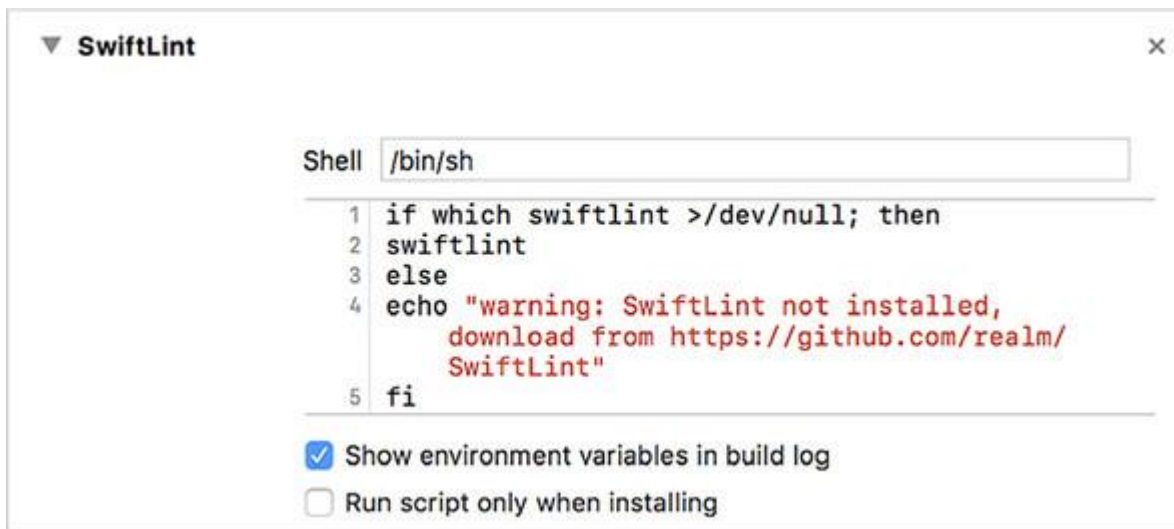 SwiftLint
Shell /bin/sh
1 if which swiftlint >/dev/null; then
2 swiftlint
3 else
4 echo "warning: SwiftLint not installed,
download from https://github.com/realm/
SwiftLint"
5 fi
Show environment variables in build log
Run script only when installing